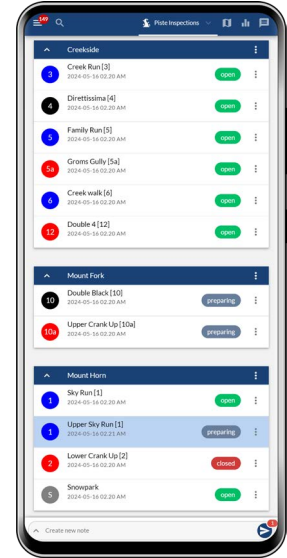 149
Piste Inspections
Creekside
3
Creek Run [3]
2024-05-16 02.20 AM
open
4
Direttissima [4]
2024-05-16 02.20 AM
open
5
Family Run [5]
2024-05-16 02.20 AM
open
5a
Groms Gully [5a]
2024-05-16 02.20 AM
open
6
Creek walk [6]
2024-05-16 02.20 AM
open
12
Double 4 [12]
2024-05-16 02.20 AM
open
Mount Fork
10
Double Black [10]
2024-05-16 02.20 AM
preparing
10a
Upper Crank Up [10a]
2024-05-16 02.20 AM
preparing
Mount Horn
1
Sky Run [1]
2024-05-16 02.20 AM
open
1
Upper Sky Run [1]
2024-05-16 02.21 AM
preparing
2
Lower Crank Up [2]
2024-05-16 02.20 AM
closed
S
Snowpark
2024-05-16 02.20 AM
open
Create new note
1